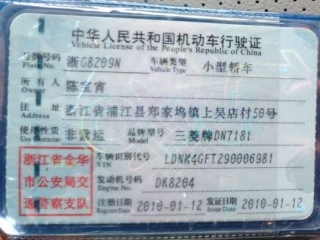 中华人民共和国机动车行驶证
Vehicle License of the People's Republic of China
号牌号码 浙G8209N 车辆类型 小型轿车
Plate No. Vehicle Type
所有人 陈宝宵
Owner
住址 浙江省浦江县郑家坞镇上吴店村50号
Address
使用性质 非营运 品牌型号 三菱牌DN7181
Use Character Model
浙江省金华
市公安局交
通警察支队
车辆识别代号 LDNK4GFT290006981
VIN
发动机号码 DK8204
Engine No.
注册日期 2010-01-12 发证日期 2010-01-12
Register Date Issue Date